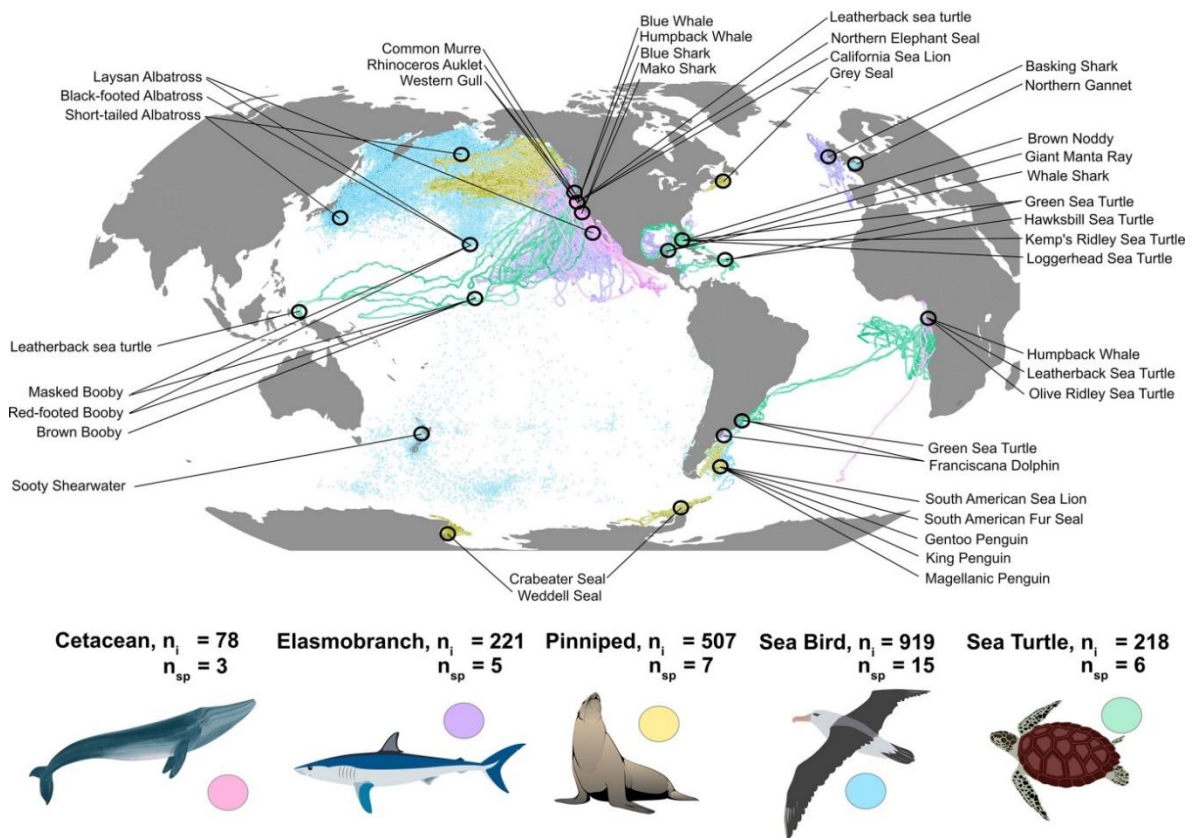 Laysan Albatross
Black-footed Albatross
Short-tailed Albatross
Common Murre
Rhinoceros Auklet
Western Gull
Blue Whale
Humpback Whale
Blue Shark
Mako Shark
Leatherback sea turtle
Northern Elephant Seal
California Sea Lion
Grey Seal
Basking Shark
Northern Gannet
Brown Noddy
Giant Manta Ray
Whale Shark
Green Sea Turtle
Hawksbill Sea Turtle
Kemp's Ridley Sea Turtle
Loggerhead Sea Turtle
Leatherback sea turtle
Masked Booby
Red-footed Booby
Brown Booby
Sooty Shearwater
Humpback Whale
Leatherback Sea Turtle
Olive Ridley Sea Turtle
Green Sea Turtle
Franciscana Dolphin
South American Sea Lion
South American Fur Seal
Gentoo Penguin
King Penguin
Magellanic Penguin
Crabeater Seal
Weddell Seal
Cetacean, ni = 78
nsp = 3
Elasmobranch, ni = 221
nsp = 5
Pinniped, ni = 507
nsp = 7
Sea Bird, ni = 919
nsp = 15
Sea Turtle, ni = 218
nsp = 6